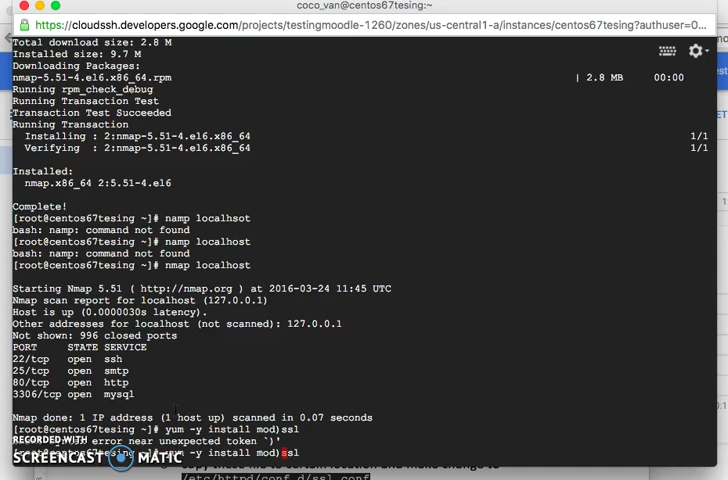 coco_van@centos67tesing:~
https://cloudssh.developers.google.com/projects/testingmoodle-1260/zones/us-central1-a/instances/centos67tesing?authuser=0...
Total download size: 2.8 M
Installed size: 9.7 M
Downloading Packages:
nmap-5.51-4.el6.x86_64.rpm | 2.8 MB 00:00
Running rpm_check_debug
Running Transaction Test
Transaction Test Succeeded
Running Transaction
Installing : 2:nmap-5.51-4.el6.x86_64 1/1
Verifying : 2:nmap-5.51-4.el6.x86_64 1/1
Installed:
nmap.x86_64 2:5.51-4.el6
Complete!
[root@centos67tesing ~]# namp localhsot
bash: namp: command not found
[root@centos67tesing ~]# namp localhost
bash: namp: command not found
[root@centos67tesing ~]# nmap localhost
Starting Nmap 5.51 ( http://nmap.org ) at 2016-03-24 11:45 UTC
Nmap scan report for localhost (127.0.0.1)
Host is up (0.0000030s latency).
Other addresses for localhost (not scanned): 127.0.0.1
Not shown: 996 closed ports
PORT STATE SERVICE
22/tcp open ssh
25/tcp open smtp
80/tcp open http
3306/tcp open mysql
Nmap done: 1 IP address (1 host up) scanned in 0.07 seconds
[root@centos67tesing ~]# yum -y install mod)ssl
error near unexpected token `)'
RECORDED WITH
yum -y install mod)ssl
SCREENCAST MATIC
/etc/httpd/conf.d/ssl.conf